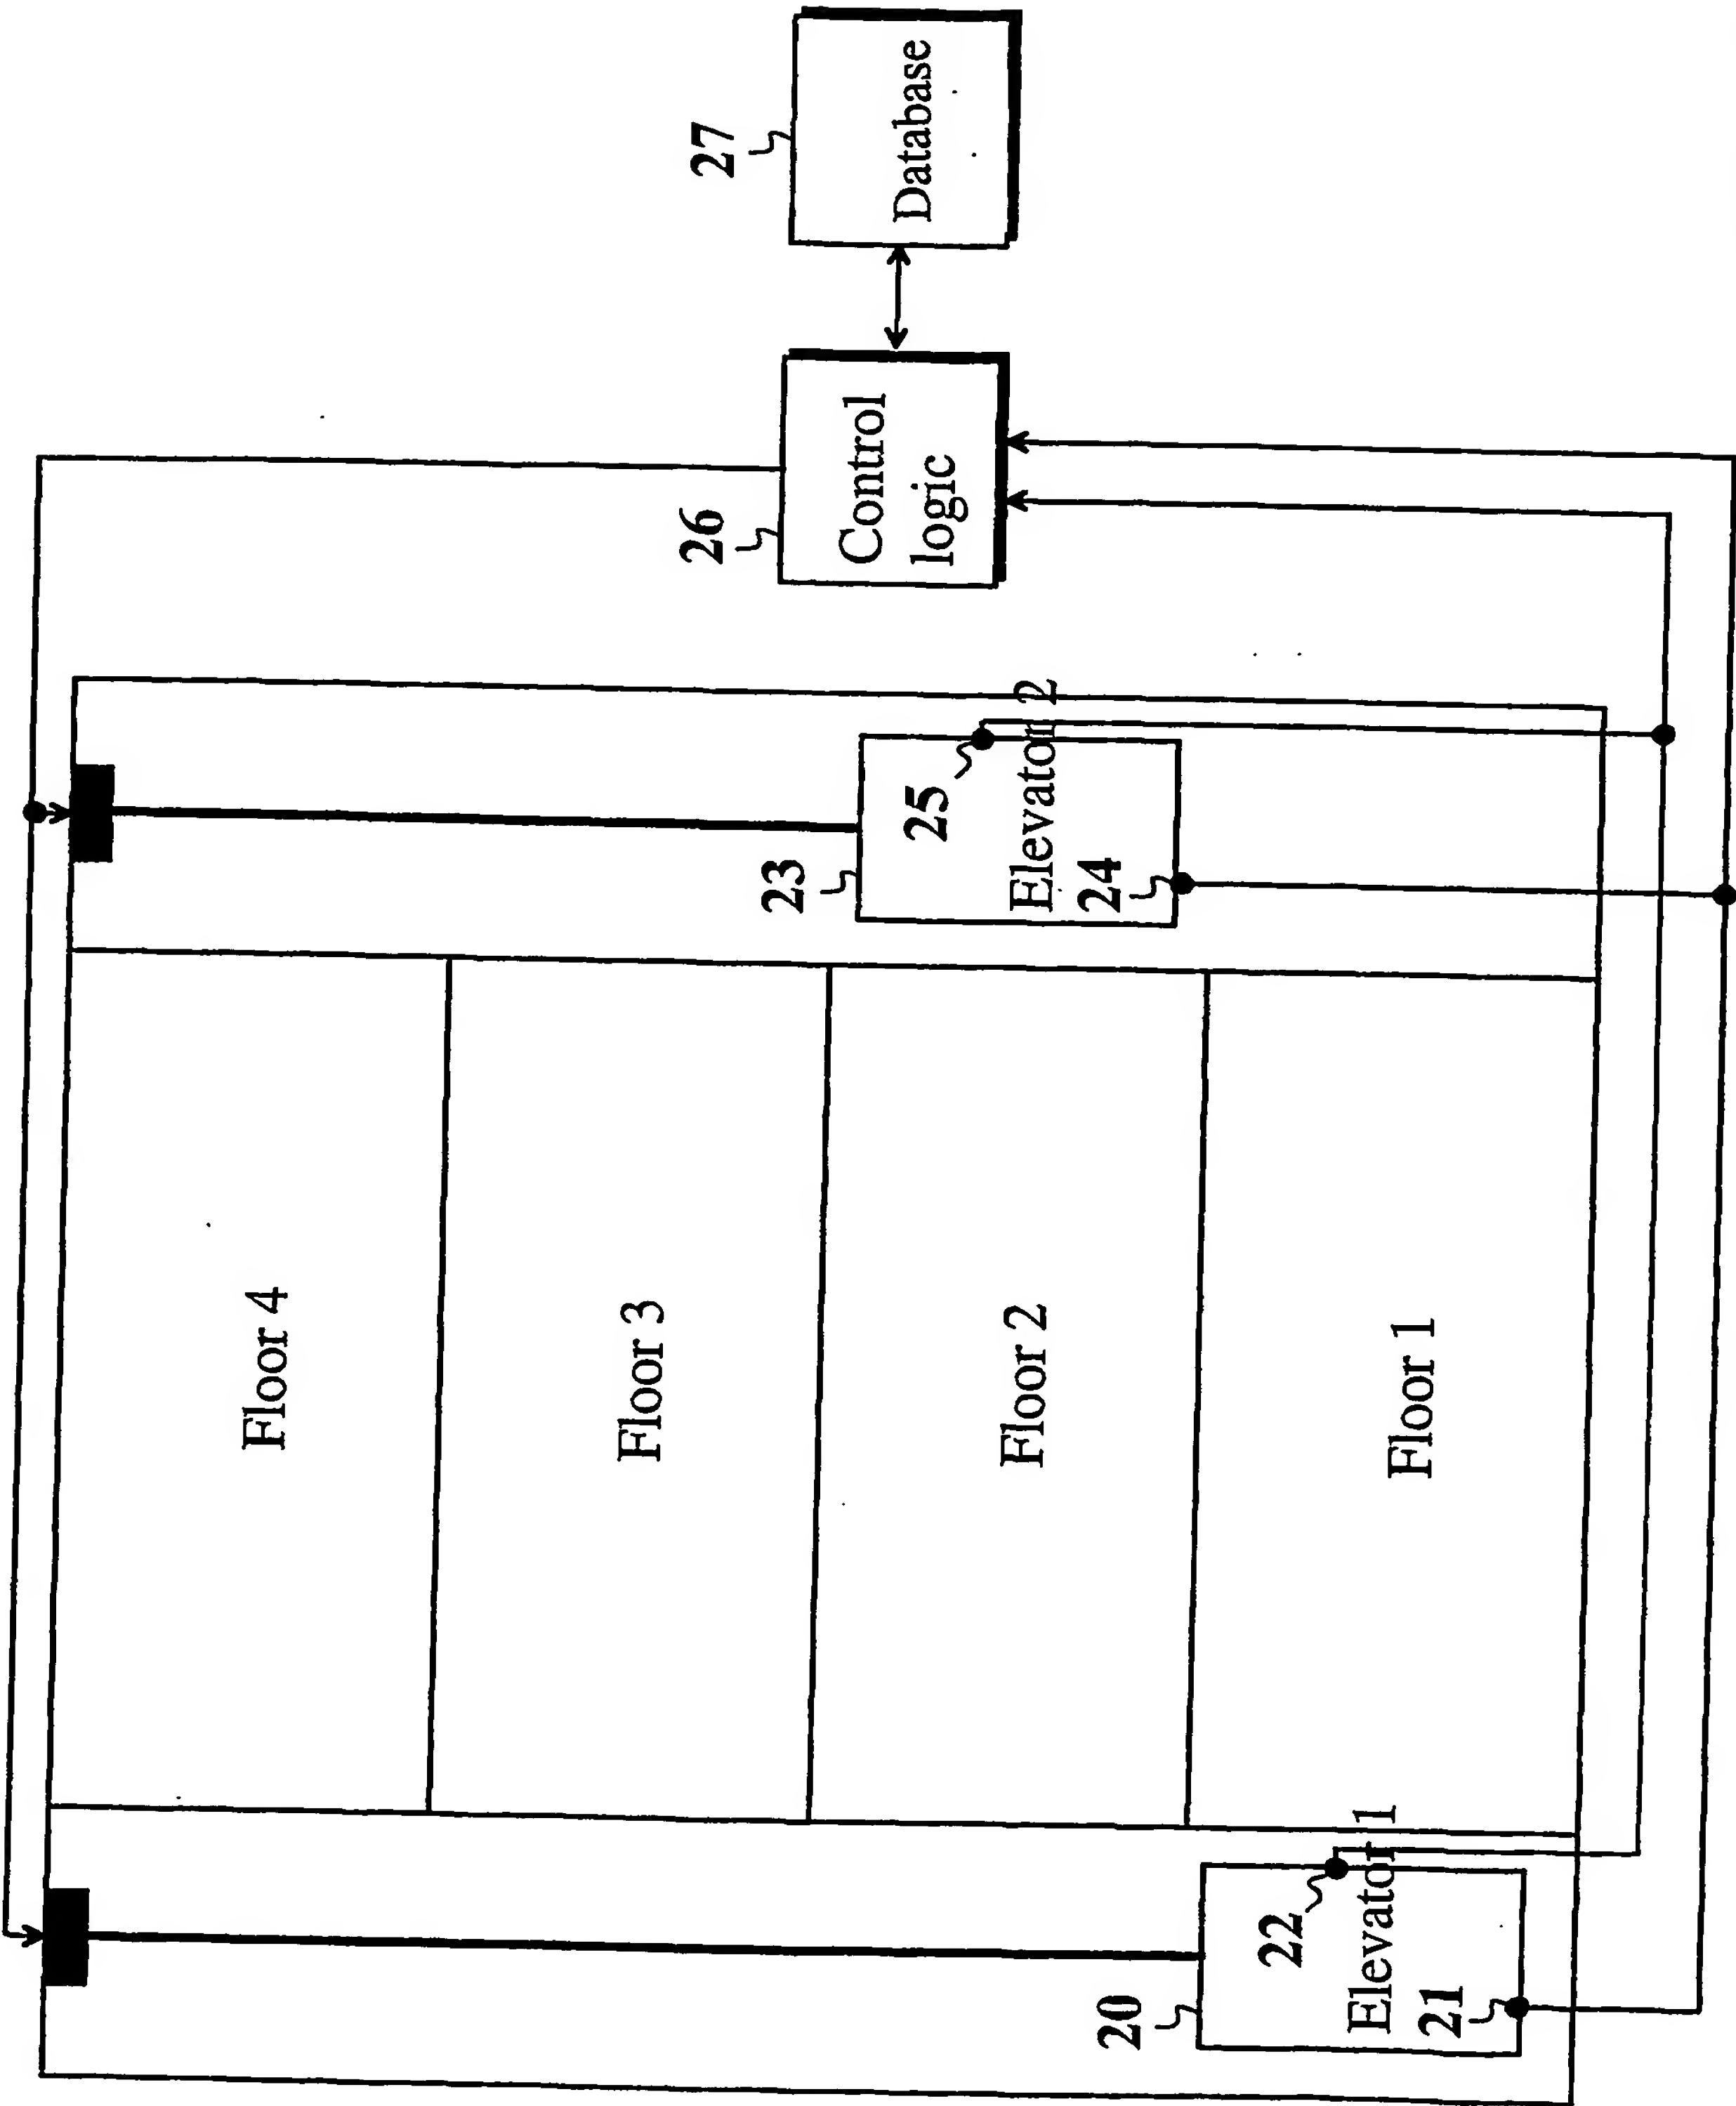 Floor 4
Floor 3
Floor 2
Floor 1
20
22
Elevator 1
21
23
25
Elevator 2
24
26
Control
logic
27
Database